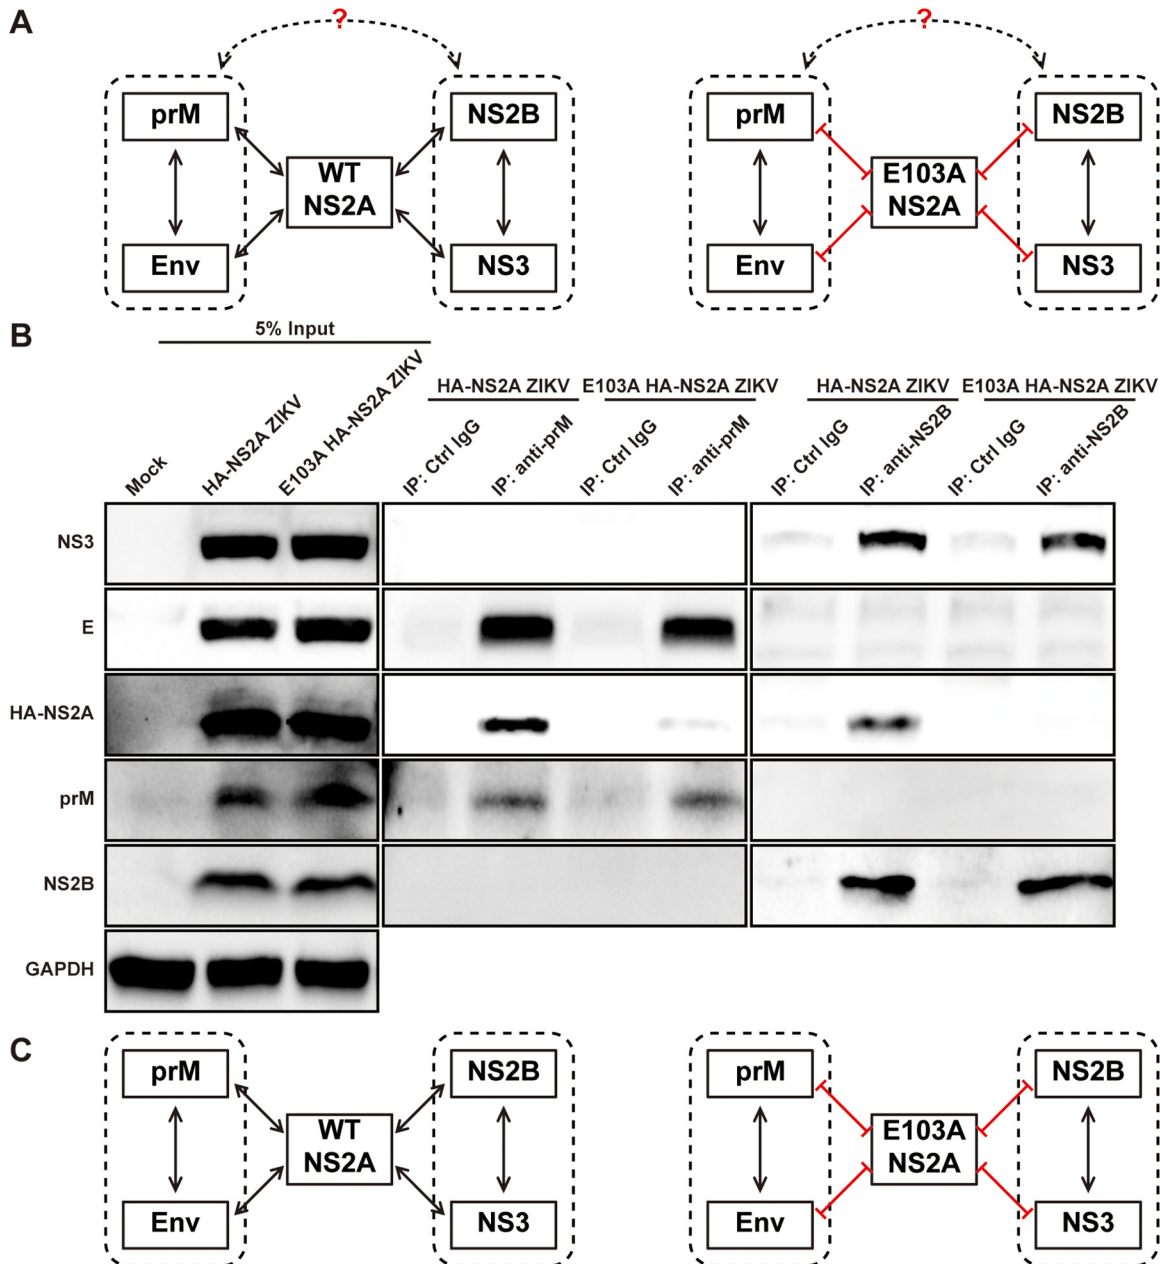 A
?
?
prM
NS2B
prM
NS2B
WT
NS2A
E103A
NS2A
Env
NS3
Env
NS3
B
5% Input
HA-NS2A ZIKV
E103A HA-NS2A ZIKV
HA-NS2A ZIKV
E103A HA-NS2A ZIKV
Mock
HA-NS2A ZIKV
E103A HA-NS2A ZIKV
IP: Ctrl IgG
IP: anti-prM
IP: Ctrl IgG
IP: anti-prM
IP: Ctrl IgG
IP: anti-NS2B
IP: Ctrl IgG
IP: anti-NS2B
NS3
E
HA-NS2A
prM
NS2B
GAPDH
C
prM
NS2B
prM
NS2B
WT
NS2A
E103A
NS2A
Env
NS3
Env
NS3